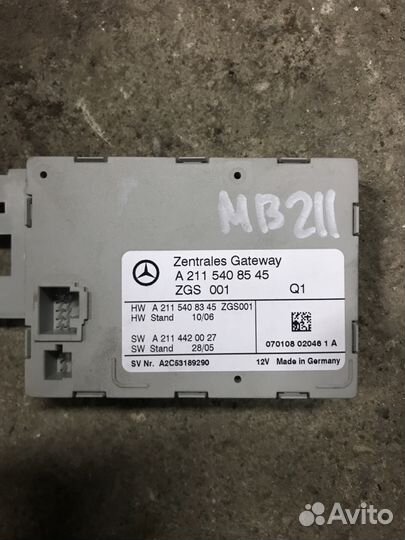 MB211
Zentrales Gateway
A 211 540 85 45
ZGS 001 Q1
HW A 211 540 83 45 ZGS001
HW Stand 10/06
SW A 211 442 00 27
SW Stand 28/05
070108 02046 1 A
SV Nr. A2C53189290 12V Made in Germany
Avito